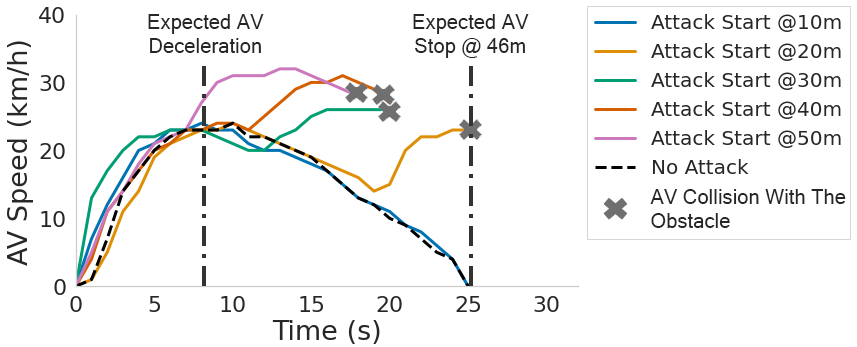 Expected AV
Deceleration
Expected AV
Stop @ 46m
AV Speed (km/h)
40
30
20
10
0
0 5 10 15 20 25 30
Time (s)
Attack Start @10m
Attack Start @20m
Attack Start @30m
Attack Start @40m
Attack Start @50m
No Attack
AV Collision With The
Obstacle